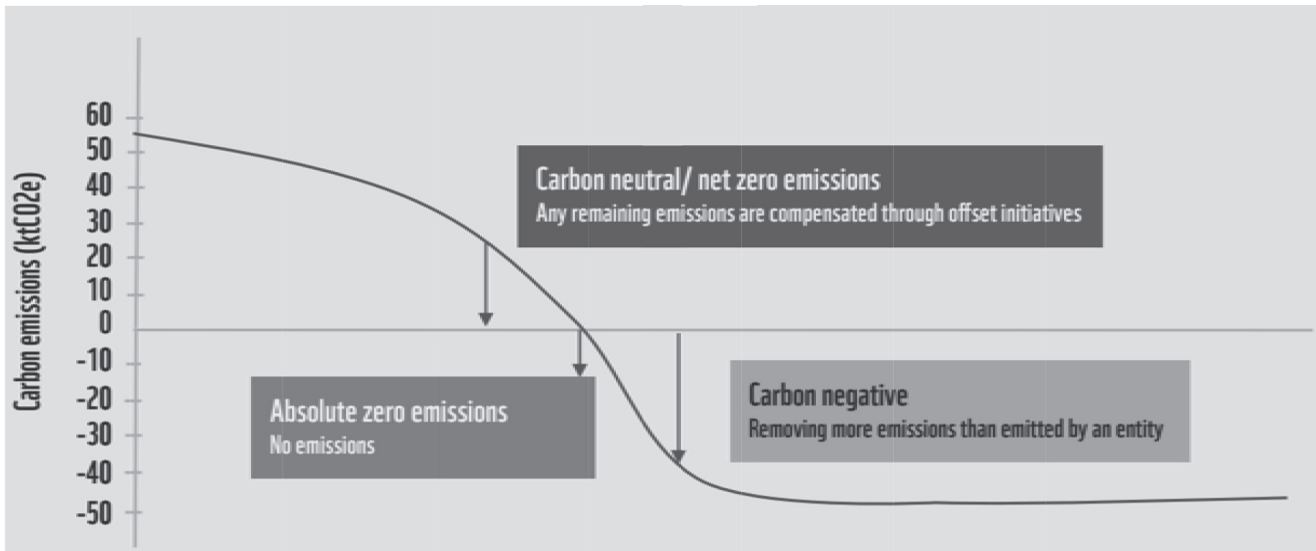 Carbon emissions (ktCO2e)
60
50
40
30
20
10
0
-10
-20
-30
-40
-50
Carbon neutral/ net zero emissions
Any remaining emissions are compensated through offset initiatives
Absolute zero emissions
No emissions
Carbon negative
Removing more emissions than emitted by an entity